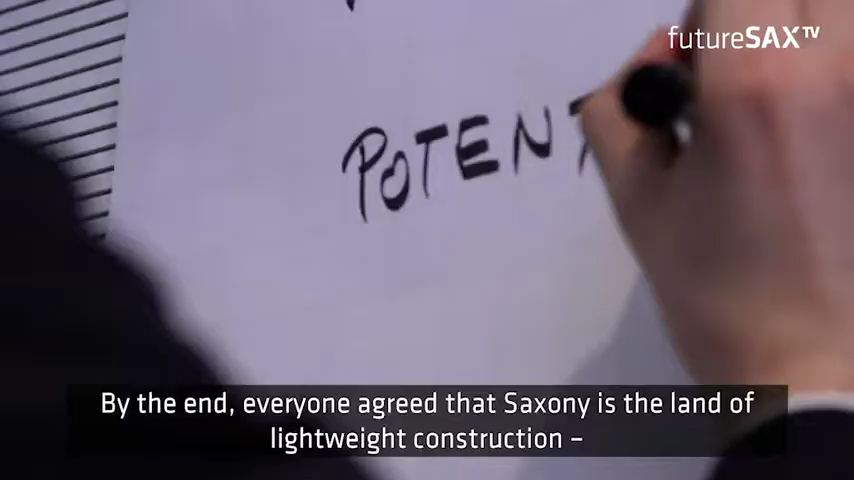 futureSAX TV
POTENT
By the end, everyone agreed that Saxony is the land of
lightweight construction –